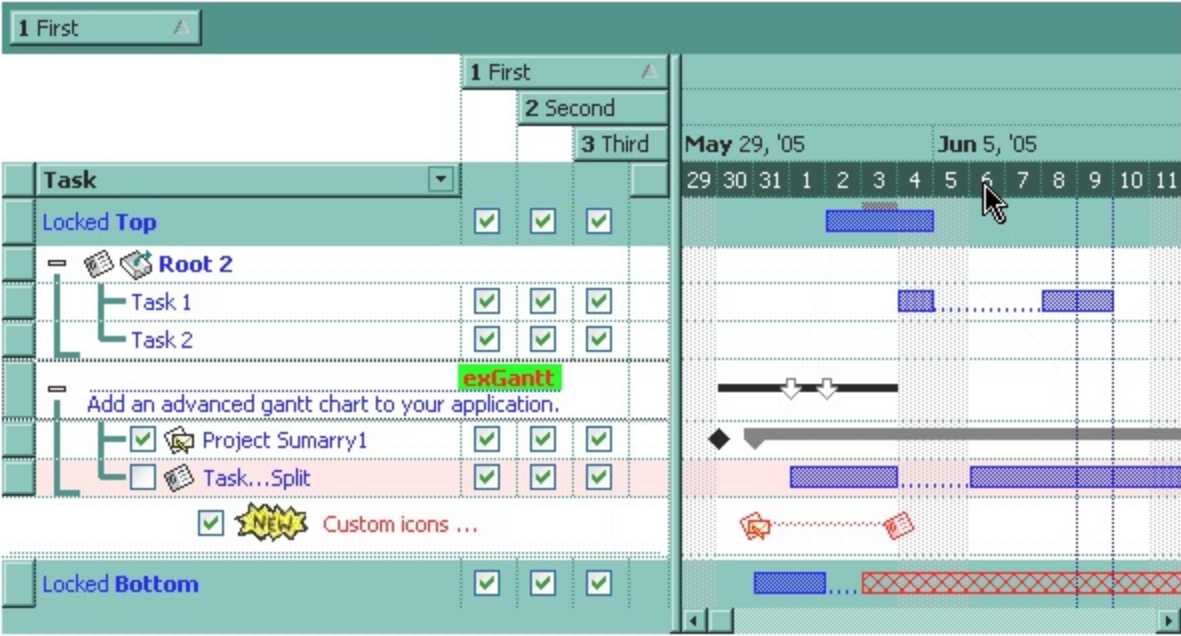 1 First
1 First
2 Second
3 Third
May 29, '05 Jun 5, '05
Task
29 30 31 1 2 3 4 5 6 7 8 9 10 11
Locked Top
Root 2
Task 1
Task 2
exGantt
Add an advanced gantt chart to your application.
Project Sumarry1
Task...Split
NEW Custom icons ...
Locked Bottom